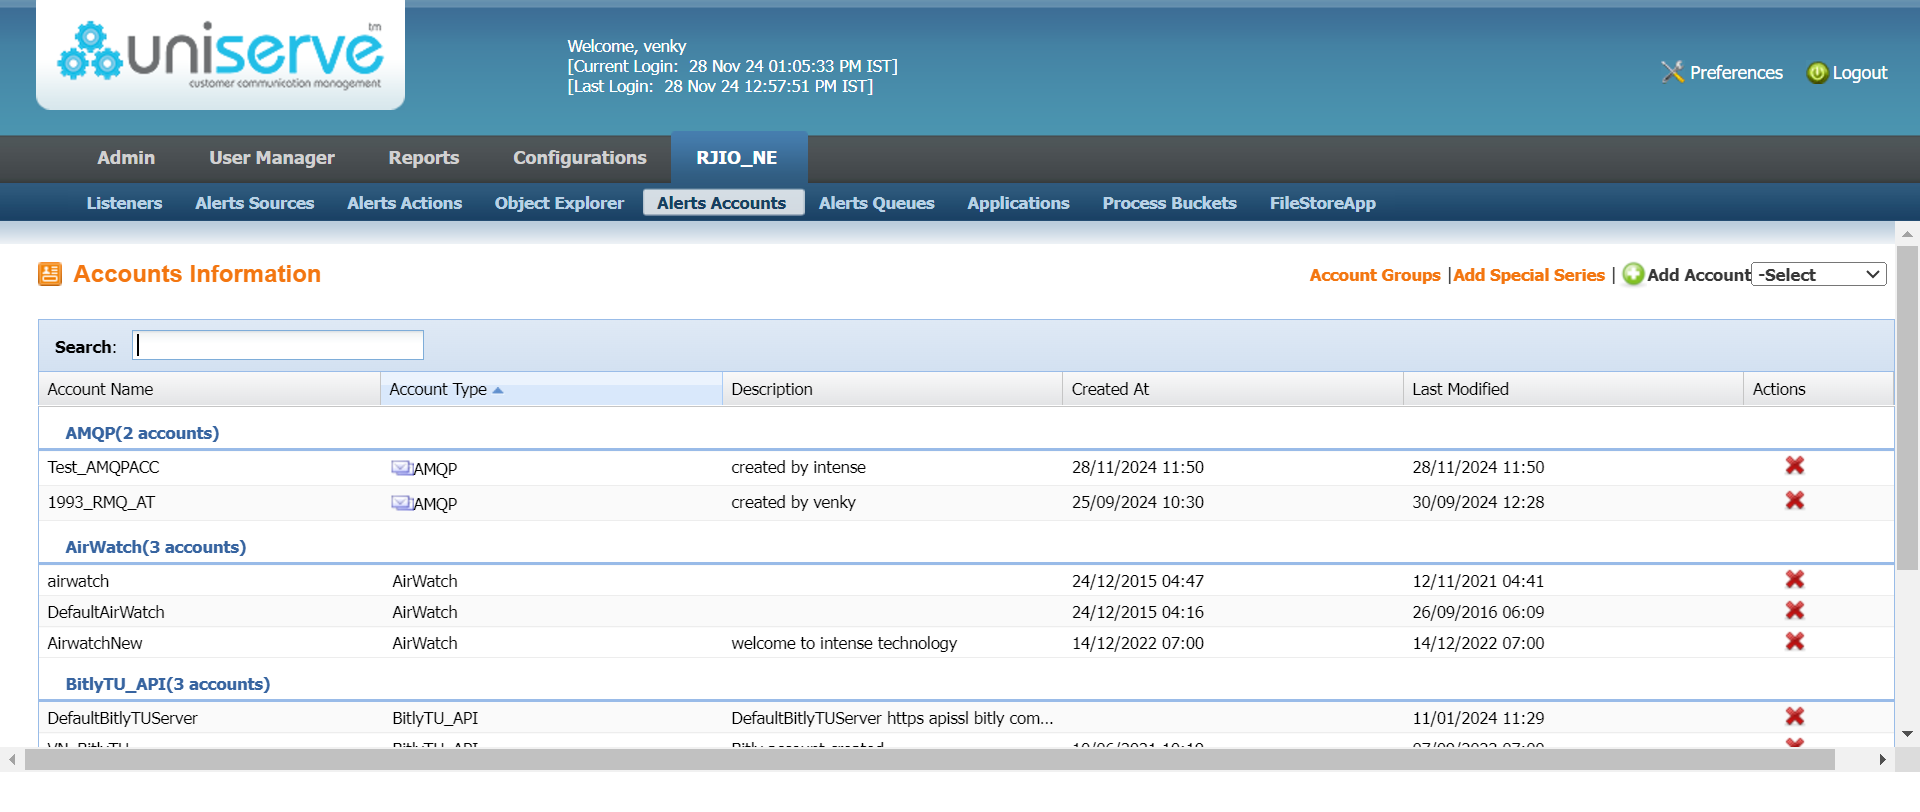 uniserve tm
customer communication management
Welcome, venky
[Current Login: 28 Nov 24 01:05:33 PM IST]
[Last Login: 28 Nov 24 12:57:51 PM IST]
Preferences Logout
Admin User Manager Reports Configurations RJIO_NE
Listeners Alerts Sources Alerts Actions Object Explorer Alerts Accounts Alerts Queues Applications Process Buckets FileStoreApp
Accounts Information
Account Groups |Add Special Series | Add Account -Select
Search:
Account Name Account Type Description Created At Last Modified Actions
AMQP(2 accounts)
Test_AMQPACC AMQP created by intense 28/11/2024 11:50 28/11/2024 11:50
1993_RMQ_AT AMQP created by venky 25/09/2024 10:30 30/09/2024 12:28
AirWatch(3 accounts)
airwatch AirWatch 24/12/2015 04:47 12/11/2021 04:41
DefaultAirWatch AirWatch 24/12/2015 04:16 26/09/2016 06:09
AirwatchNew AirWatch welcome to intense technology 14/12/2022 07:00 14/12/2022 07:00
BitlyTU_API(3 accounts)
DefaultBitlyTUServer BitlyTU_API DefaultBitlyTUServer https apissl bitly com... 11/01/2024 11:29
VN_BitlyTU BitlyTU_API Bitly account created